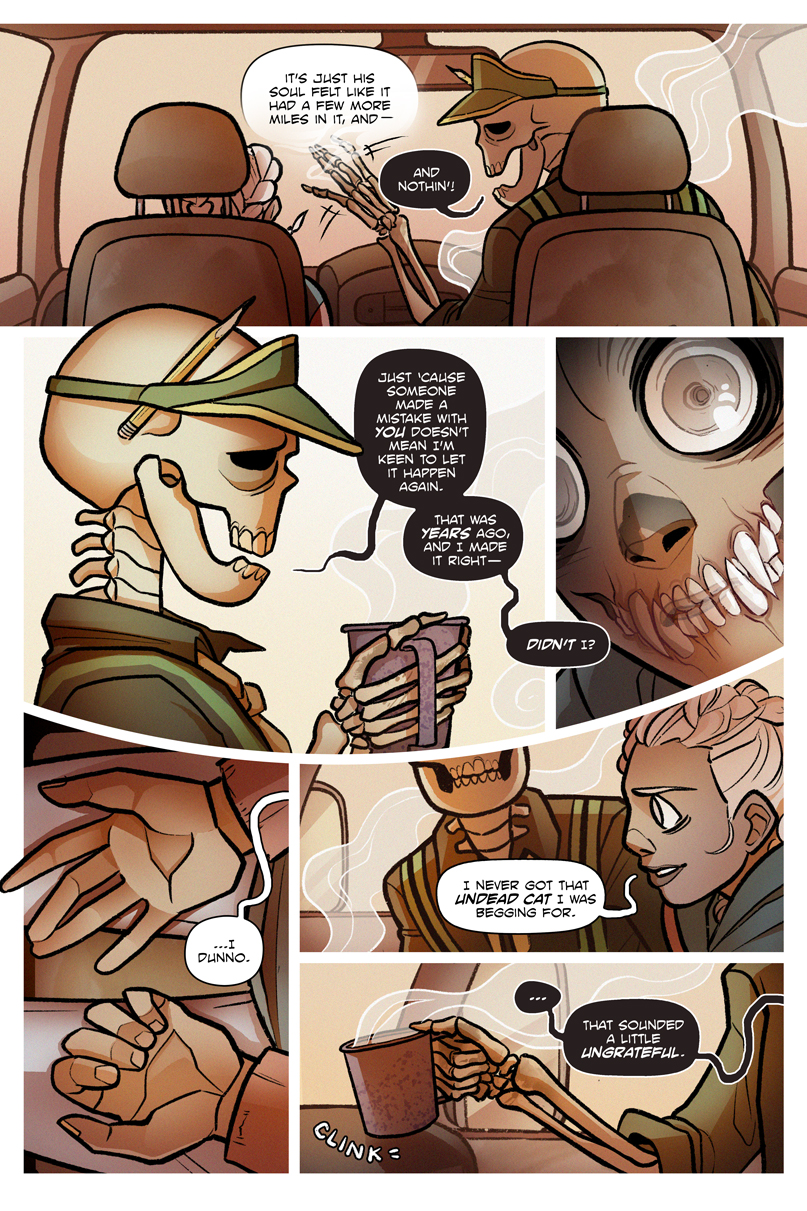 IT'S JUST HIS
SOUL FELT LIKE IT
HAD A FEW MORE
MILES IN IT, AND—
AND
NOTHIN'!
JUST 'CAUSE
SOMEONE
MADE A
MISTAKE WITH
YOU DOESN'T
MEAN I'M
KEEN TO LET
IT HAPPEN
AGAIN.
THAT WAS
YEARS AGO,
AND I MADE
IT RIGHT—
DIDN'T I?
...I
DUNNO.
I NEVER GOT THAT
UNDEAD CAT I WAS
BEGGING FOR.
...
THAT SOUNDED
A LITTLE
UNGRATEFUL.
CLINK